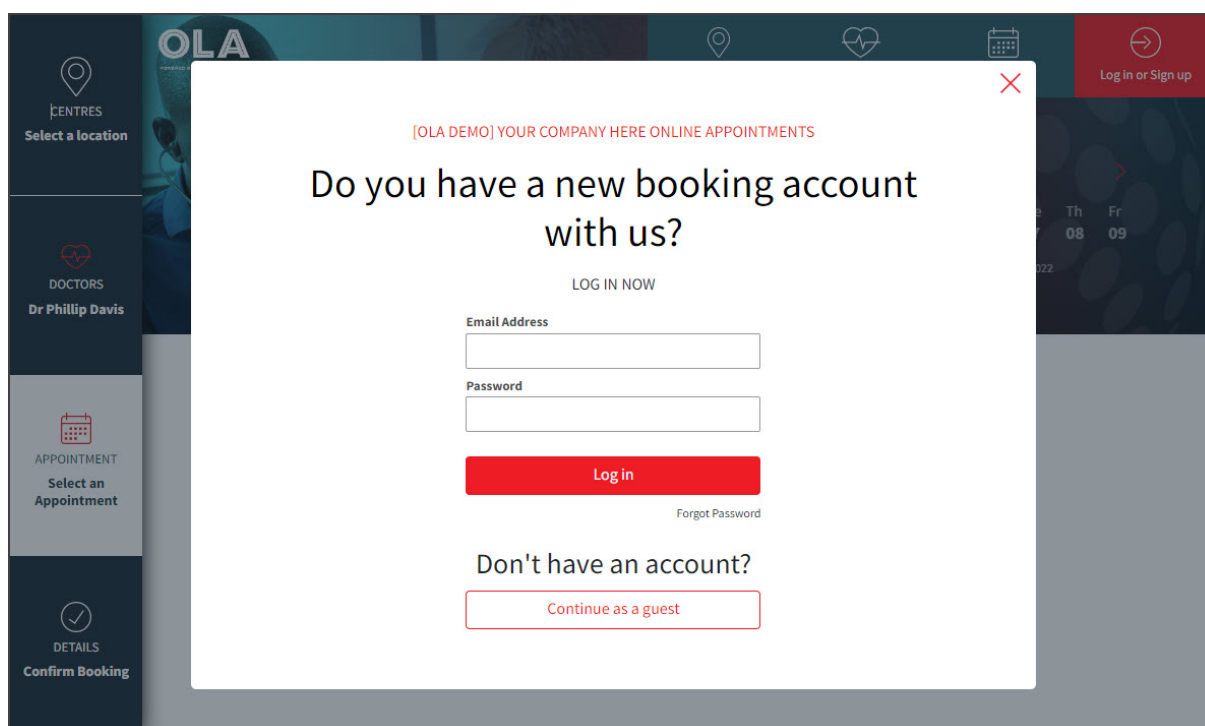 OLA
CENTRES
Select a location
DOCTORS
Dr Phillip Davis
APPOINTMENT
Select an
Appointment
DETAILS
Confirm Booking
Log in or Sign up
Th Fr
08 09
[OLA DEMO] YOUR COMPANY HERE ONLINE APPOINTMENTS
Do you have a new booking account
with us?
LOG IN NOW
Email Address
Password
Log in
Forgot Password
Don't have an account?
Continue as a guest